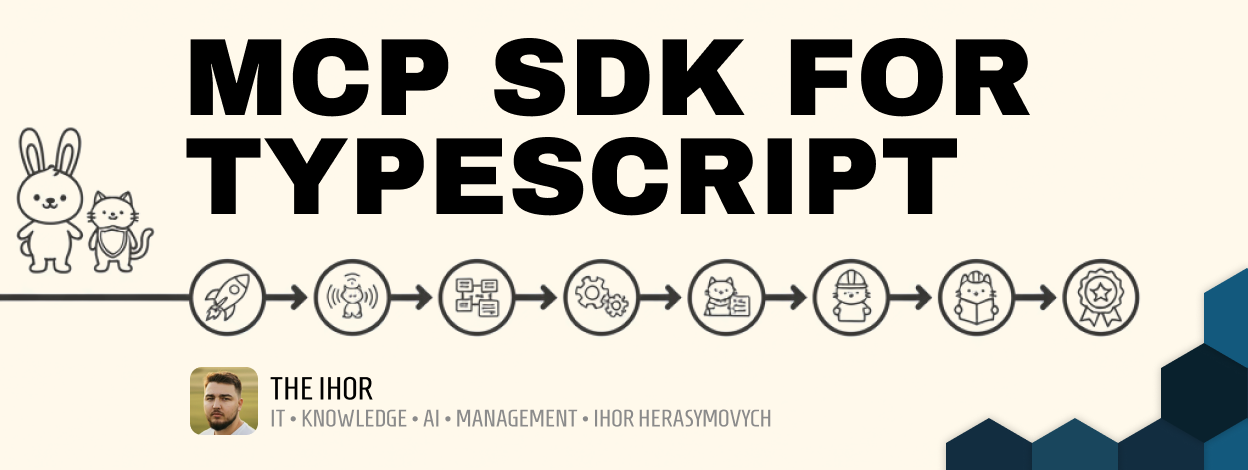 MCP SDK FOR
TYPESCRIPT
THE IHOR
IT • KNOWLEDGE • AI • MANAGEMENT • IHOR HERASYMOVYCH